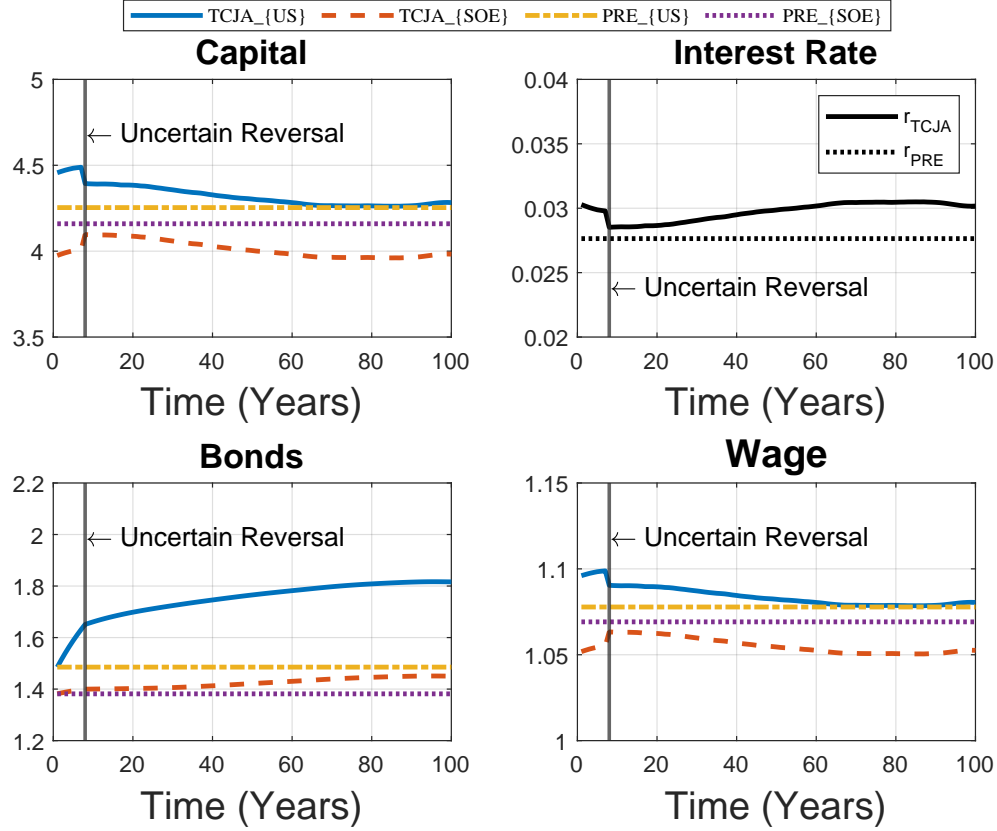 TCJA_{US} TCJA_{SOE} PRE_{US} PRE_{SOE}
Capital
5
4.5
4
3.5
← Uncertain Reversal
0 20 40 60 80 100
Time (Years)
Interest Rate
0.04
0.035
0.03
0.025
0.02
r_TCJA
r_PRE
← Uncertain Reversal
0 20 40 60 80 100
Time (Years)
Bonds
2.2
2
1.8
1.6
1.4
1.2
← Uncertain Reversal
0 20 40 60 80 100
Time (Years)
Wage
1.15
1.1
1.05
1
← Uncertain Reversal
0 20 40 60 80 100
Time (Years)